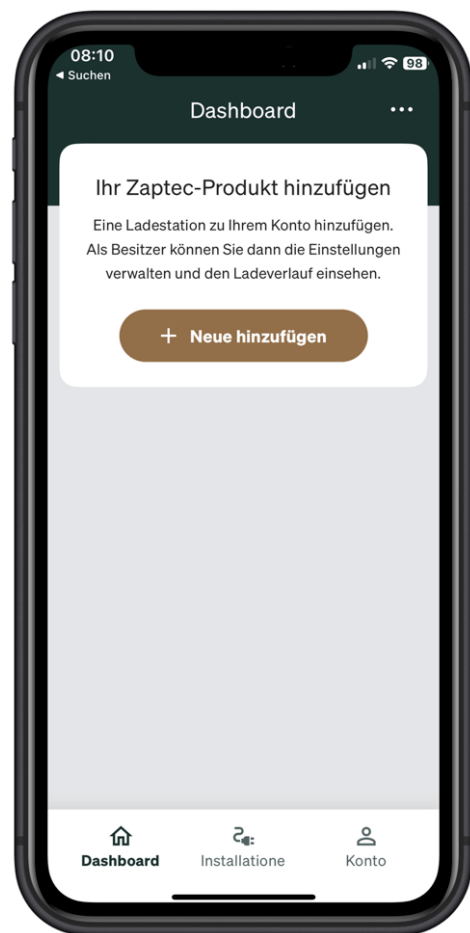 08:10
◀ Suchen
98
Dashboard
Ihr Zaptec-Produkt hinzufügen
Eine Ladestation zu Ihrem Konto hinzufügen.
Als Besitzer können Sie dann die Einstellungen
verwalten und den Ladeverlauf einsehen.
+ Neue hinzufügen
Dashboard
Installatione
Konto